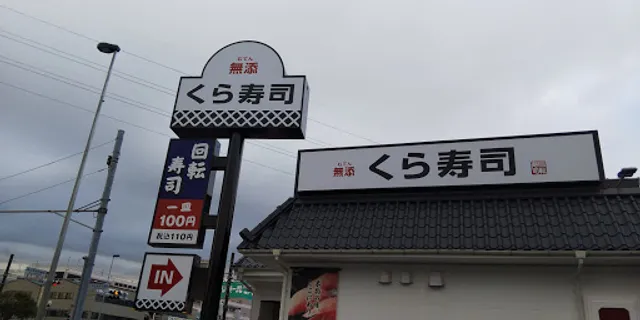 むてん
無添
くら寿司
回転
寿司
一皿
100円
税込110円
IN
むてん
無添 くら寿司